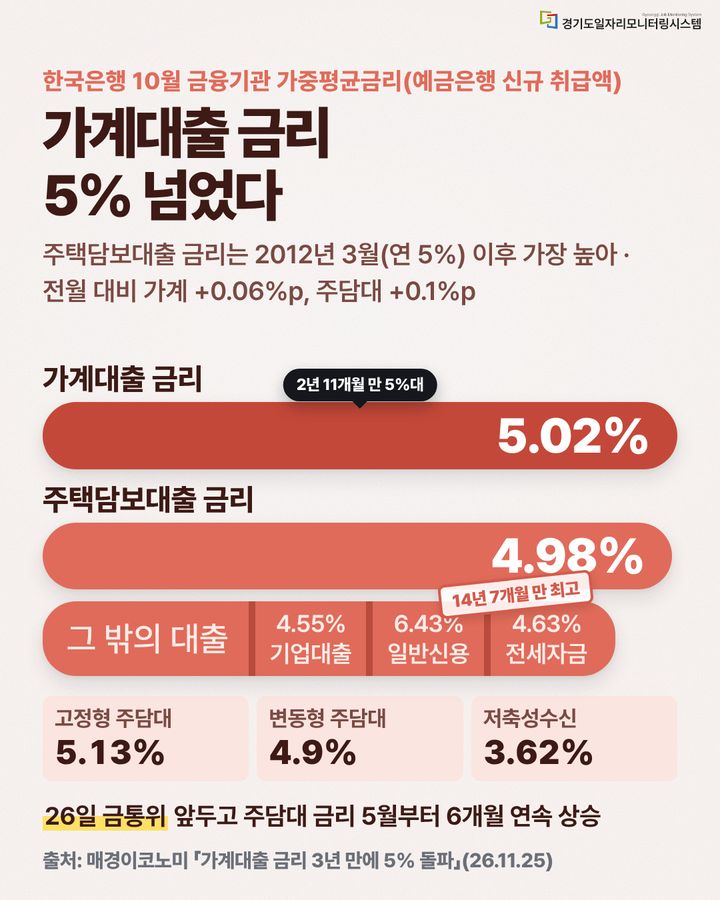 경기도일자리모니터링시스템
한국은행 10월 금융기관 가중평균금리(예금은행 신규 취급액)
가계대출 금리
5% 넘었다
주택담보대출 금리는 2012년 3월(연 5%) 이후 가장 높아 ·
전월 대비 가계 +0.06%p, 주담대 +0.1%p
가계대출 금리
2년 11개월 만 5%대
5.02%
주택담보대출 금리
4.98%
14년 7개월 만 최고
그 밖의 대출
4.55%
기업대출
6.43%
일반신용
4.63%
전세자금
고정형 주담대
5.13%
변동형 주담대
4.9%
저축성수신
3.62%
26일 금통위 앞두고 주담대 금리 5월부터 6개월 연속 상승
출처: 매경이코노미 「가계대출 금리 3년 만에 5% 돌파」(26.11.25)